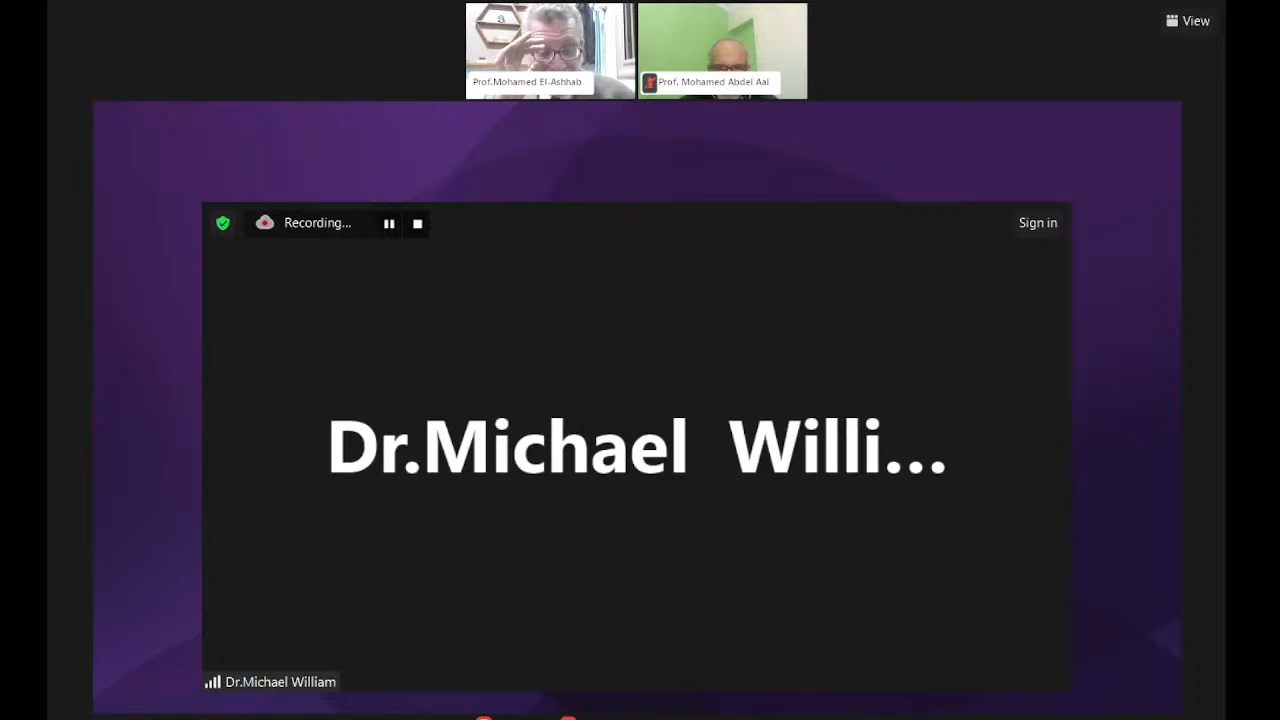 View
Prof.Mohamed El-Ashhab
Prof. Mohamed Abdel Aal
Recording...
Sign in
Dr.Michael Willi...
Dr.Michael William